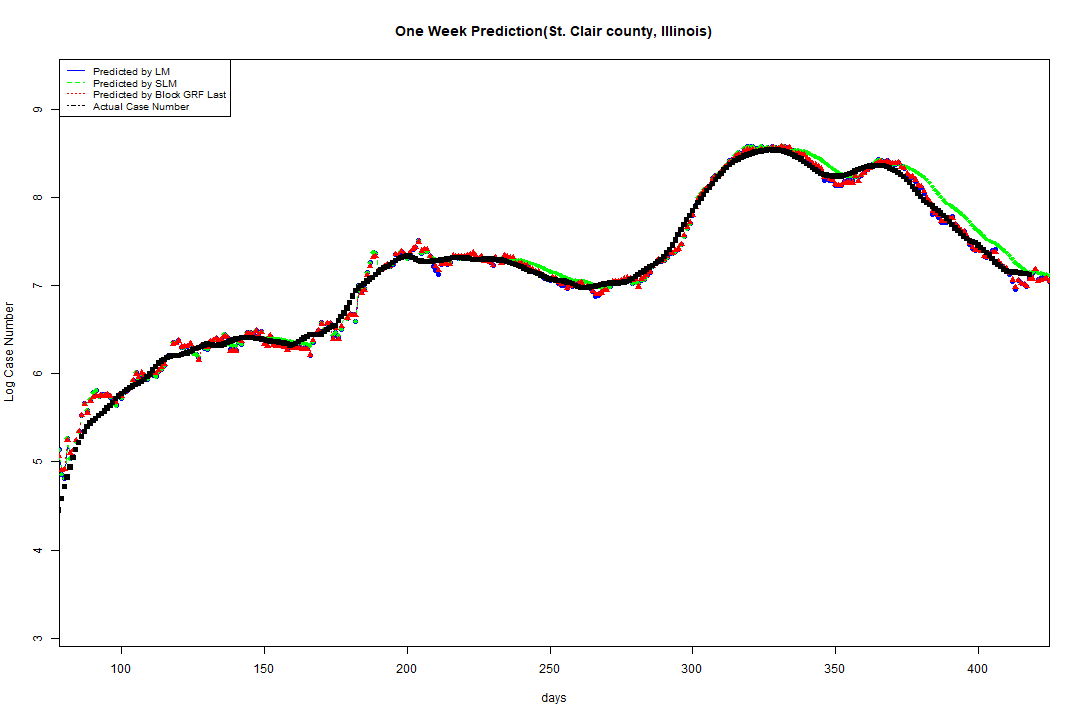 One Week Prediction(St. Clair county, Illinois)
Predicted by LM
Predicted by SLM
Predicted by Block GRF Last
Actual Case Number
9
8
7
6
5
4
3
Log Case Number
100 150 200 250 300 350 400
days